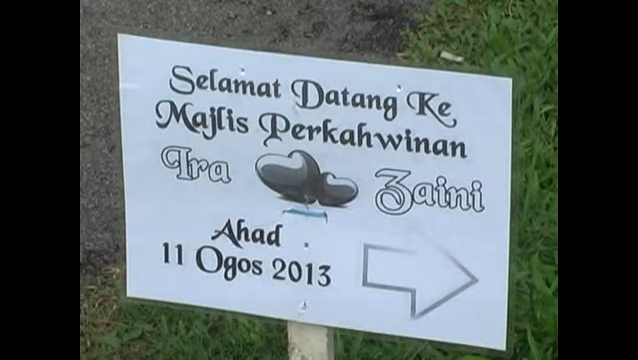 Selamat Datang Ke
Majlis Perkahwinan
Ira Zaini
Ahad
11 Ogos 2013